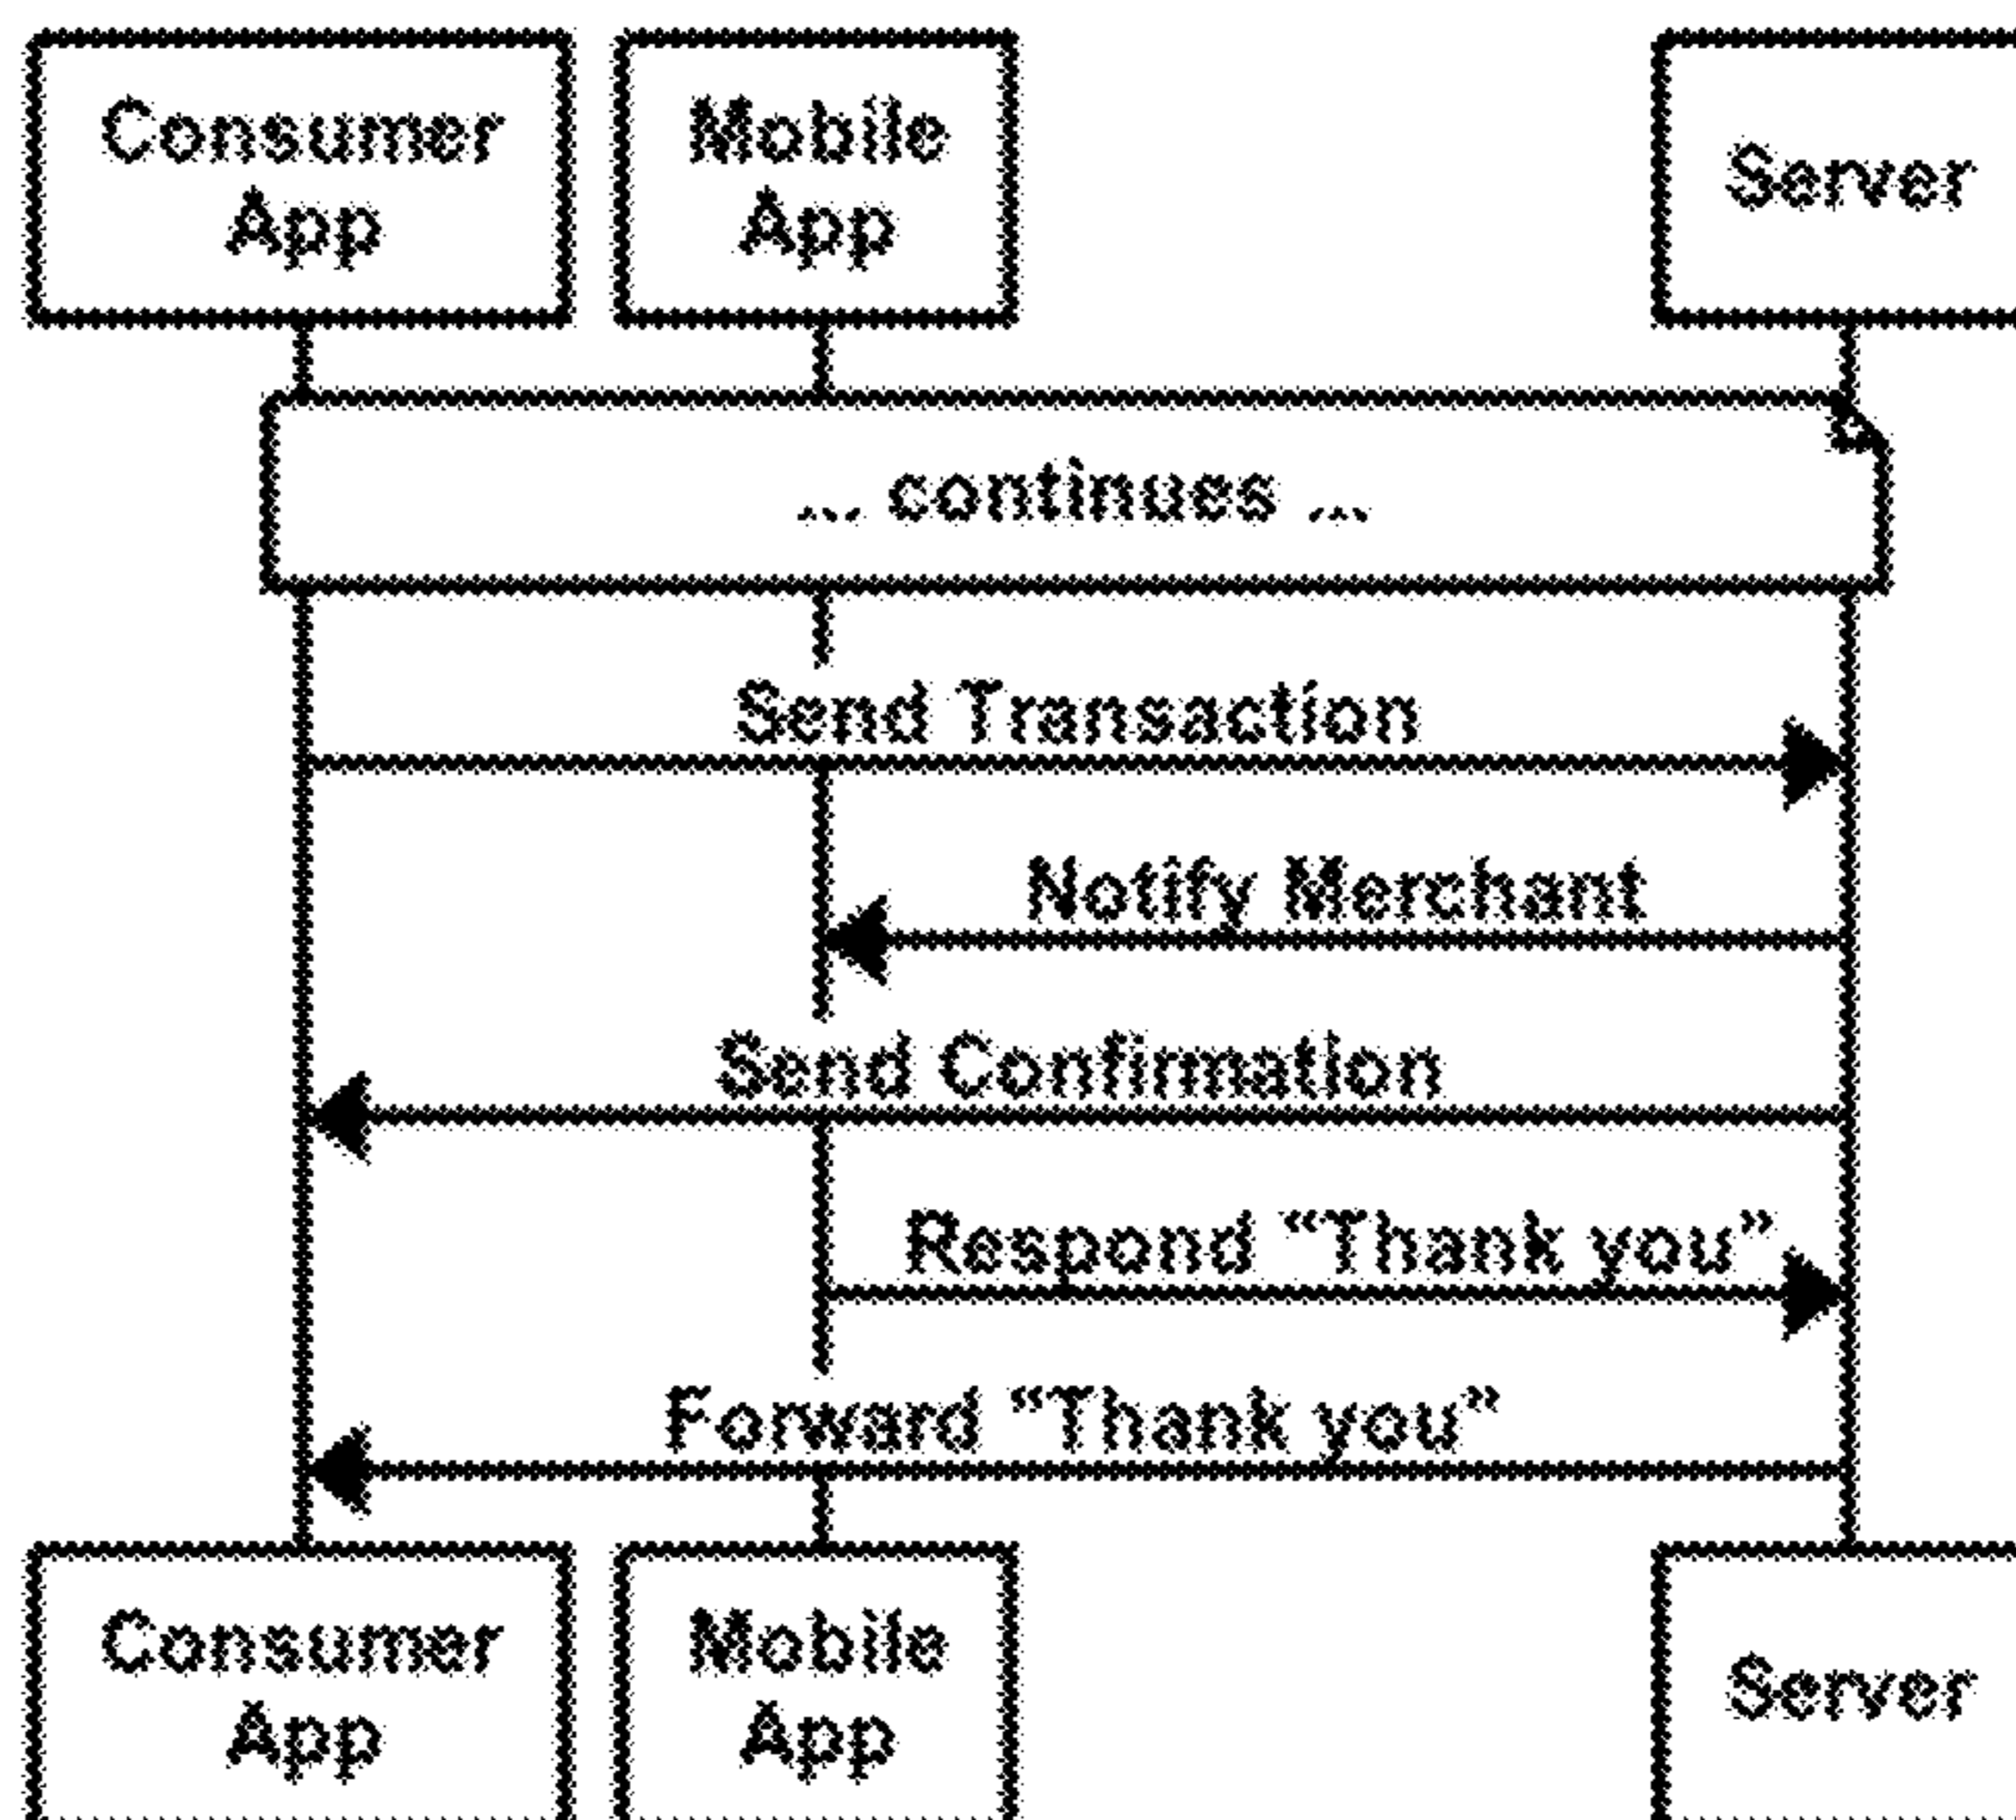 Consumer
App
Mobile
App
Server
... continues ...
Send Transaction
Notify Merchant
Send Confirmation
Respond “Thank you”
Forward “Thank you”
Consumer
App
Mobile
App
Server